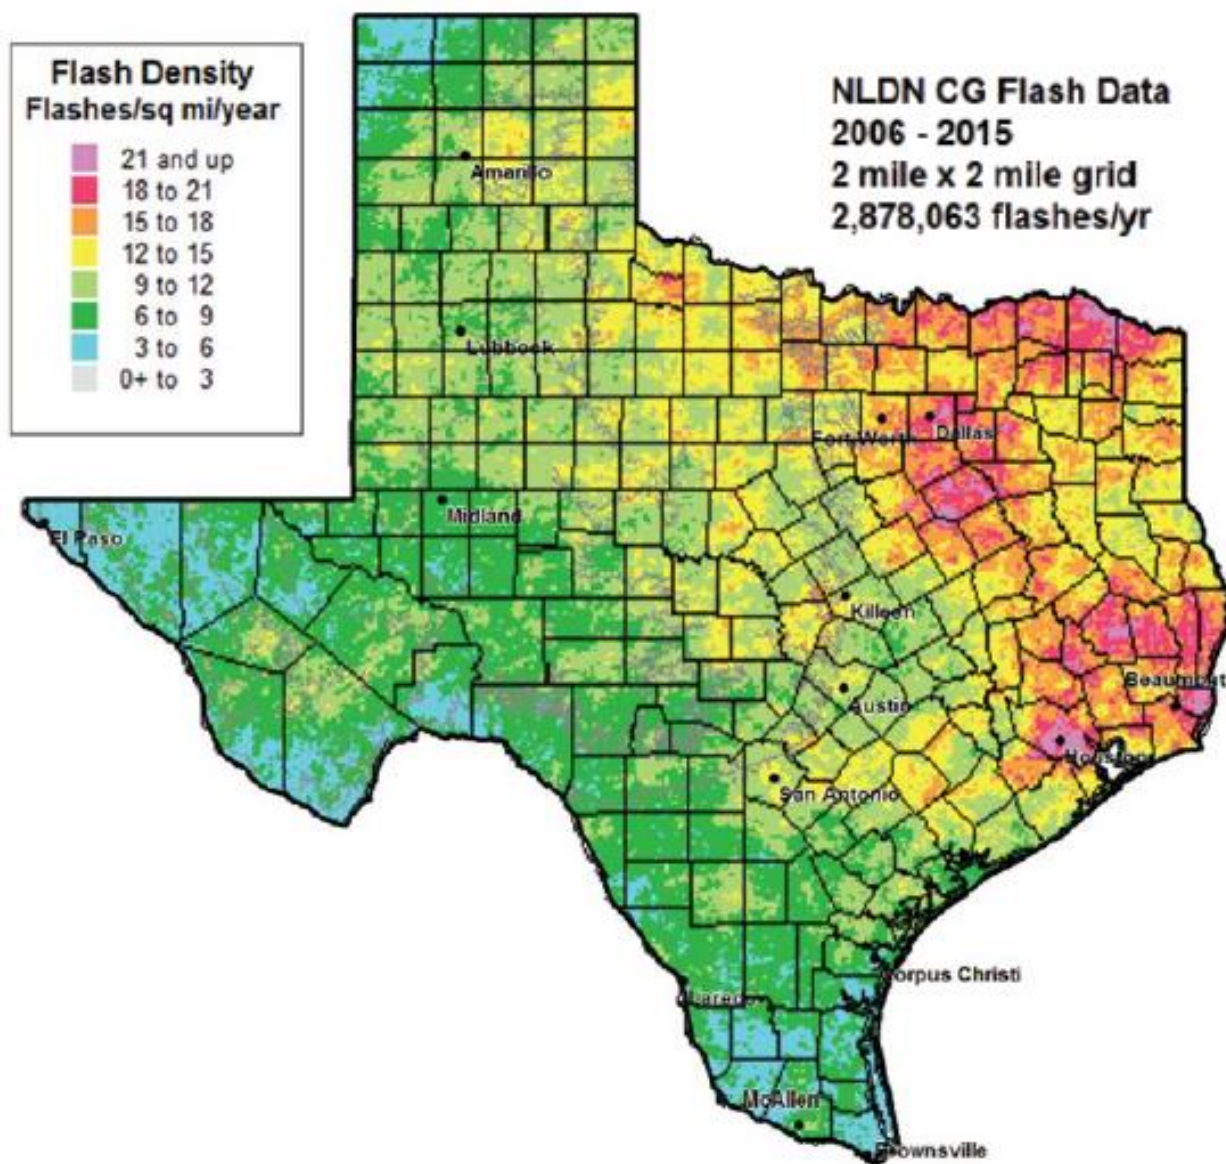 Flash Density
Flashes/sq mi/year
21 and up
18 to 21
15 to 18
12 to 15
9 to 12
6 to 9
3 to 6
0+ to 3
NLDN CG Flash Data
2006 - 2015
2 mile x 2 mile grid
2,878,063 flashes/yr
Amarillo
Lubbock
Fort Worth
Dallas
Midland
El Paso
Killeen
Beaumont
Austin
Houston
San Antonio
Corpus Christi
Laredo
McAllen
Brownsville